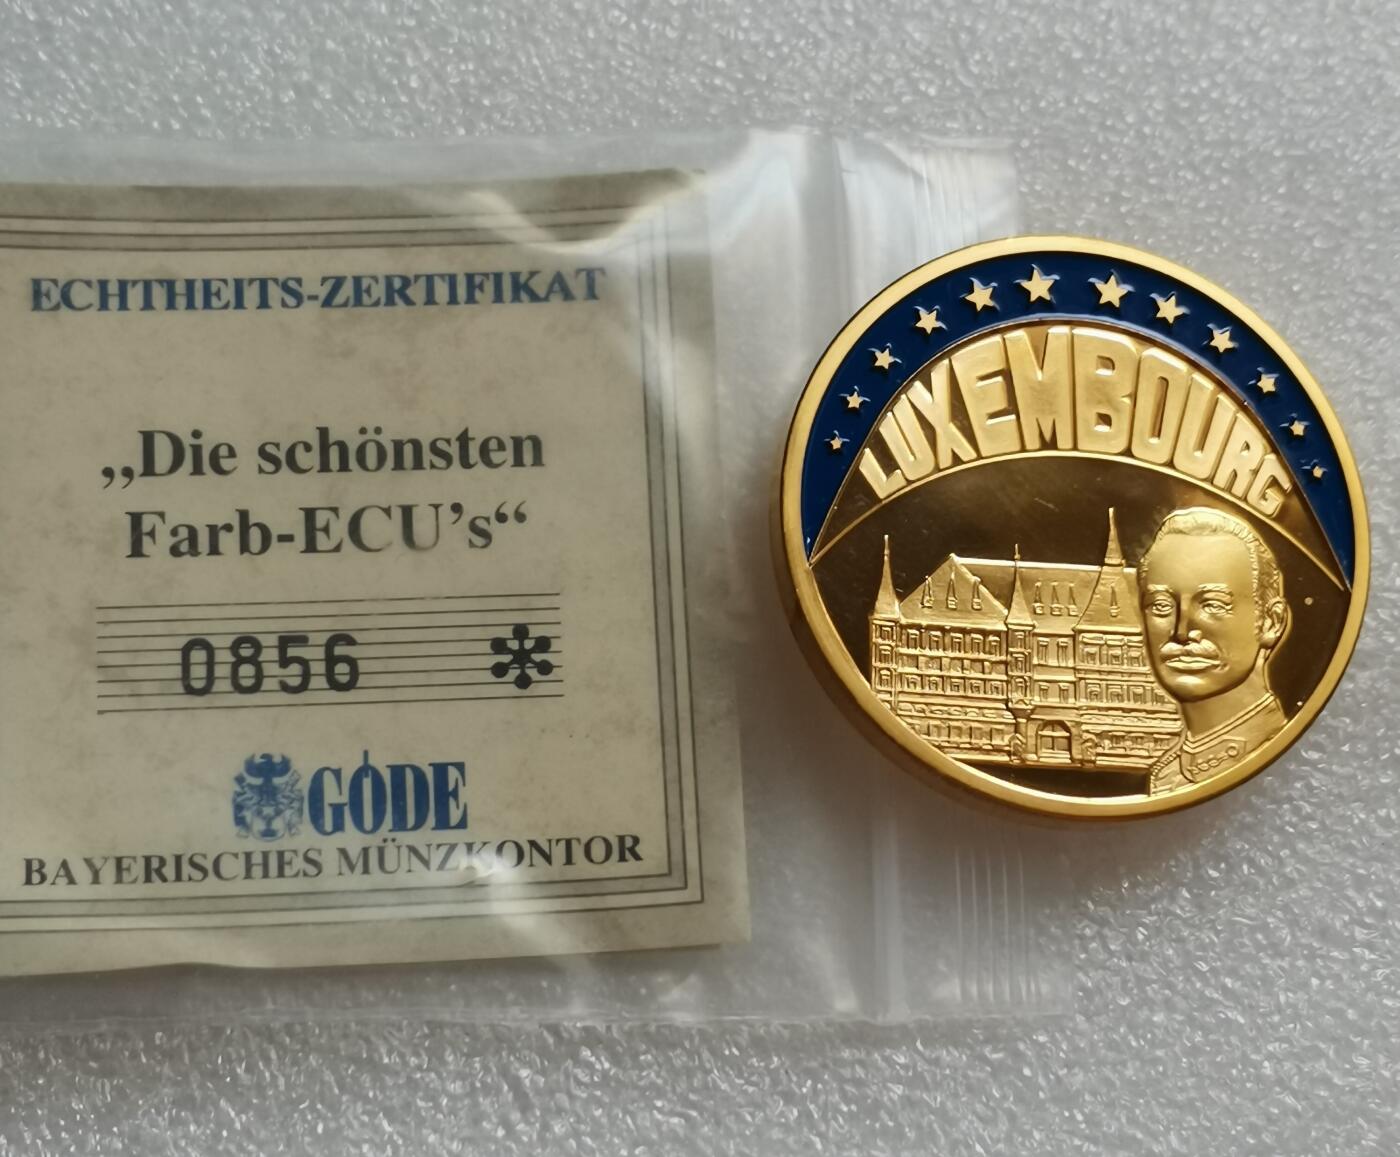 ECHTHEITS-ZERTIFIKAT
„Die schönsten
Farb-ECU’s“
0856
GÖDE
BAYERISCHES MÜNZKONTOR
LUXEMBOURG